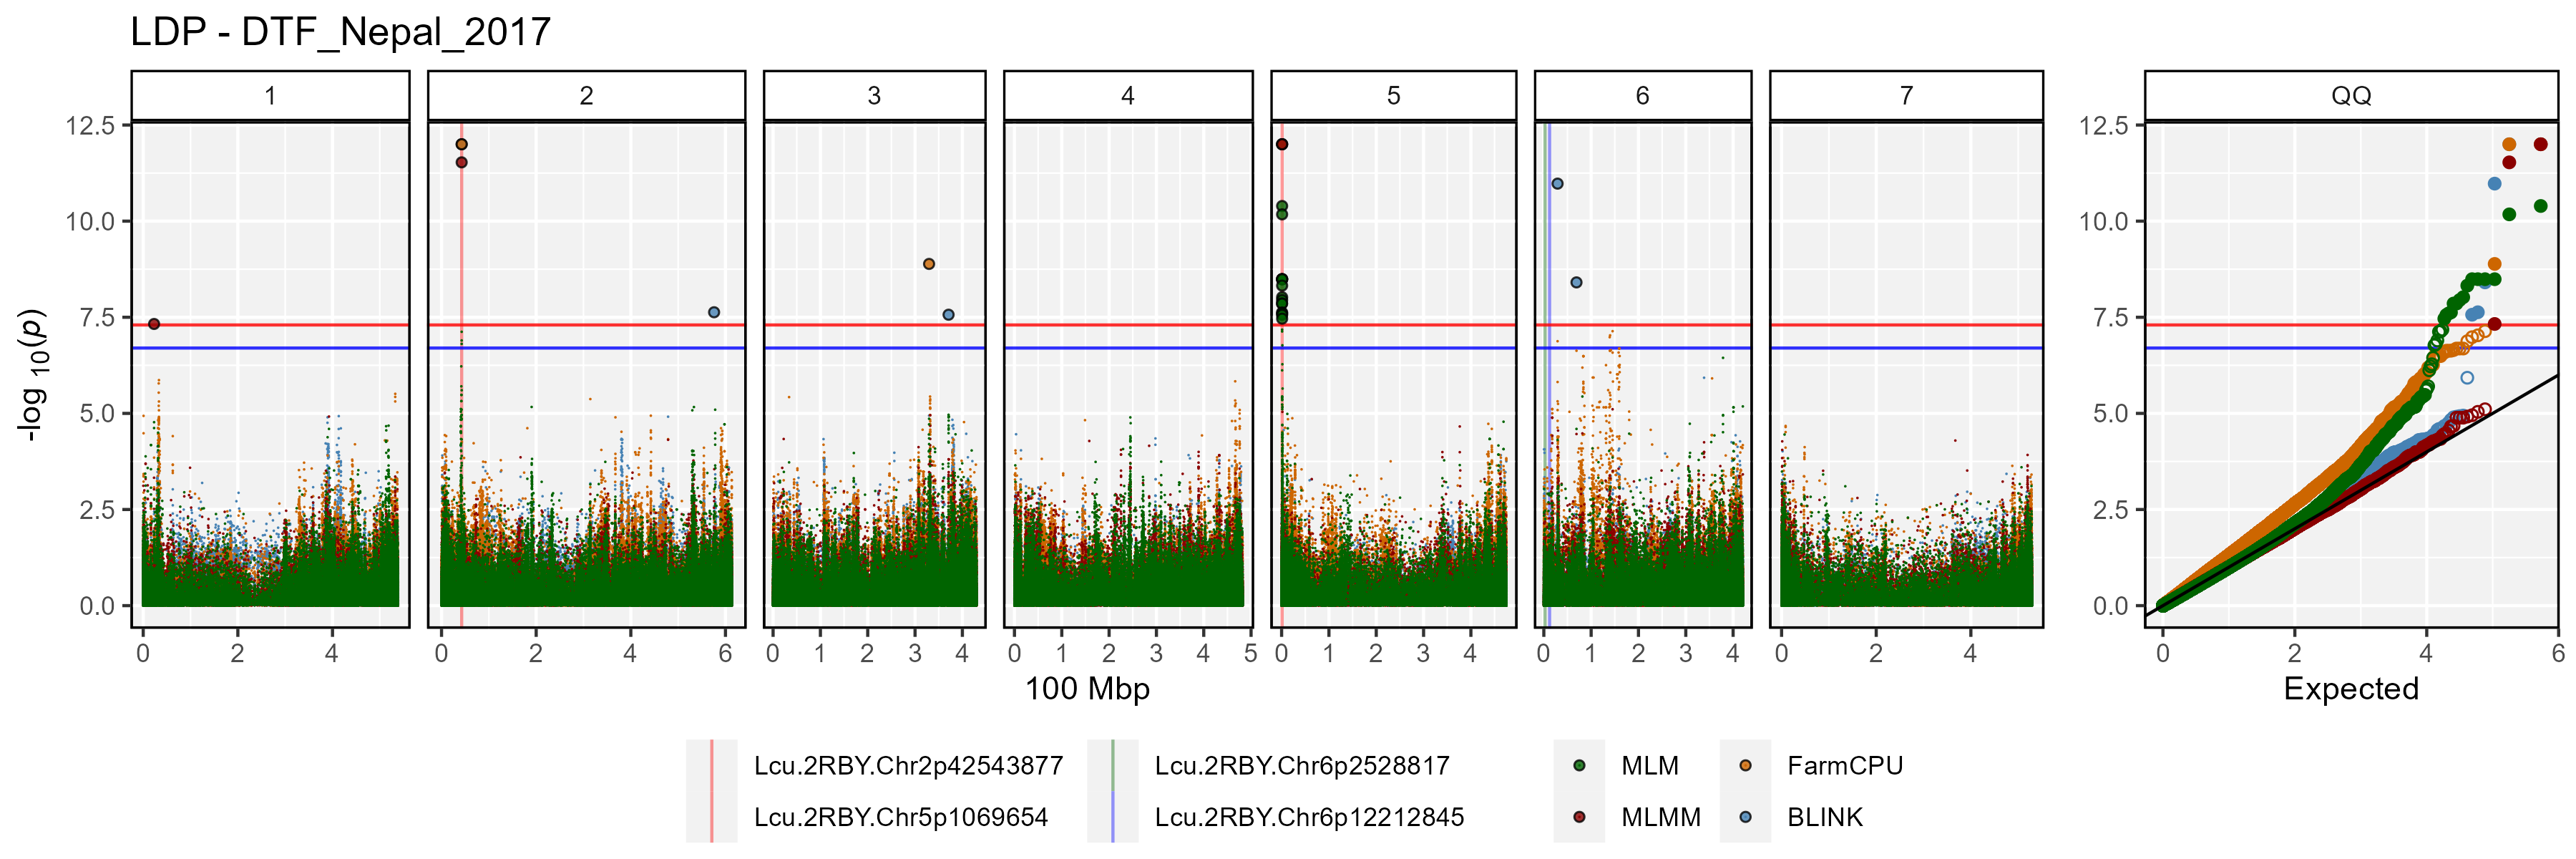 LDP - DTF_Nepal_2017
1 2 3 4 5 6 7 QQ
12.5 10.0 7.5 5.0 2.5 0.0
-log 10(p)
12.5 10.0 7.5 5.0 2.5 0.0
0 2 4 0 2 4 6 0 1 2 3 4 0 1 2 3 4 5 0 1 2 3 4 0 1 2 3 4 0 2 4 0 2 4 6
100 Mbp Expected
Lcu.2RBY.Chr2p42543877 Lcu.2RBY.Chr6p2528817 MLM FarmCPU
Lcu.2RBY.Chr5p1069654 Lcu.2RBY.Chr6p12212845 MLMM BLINK